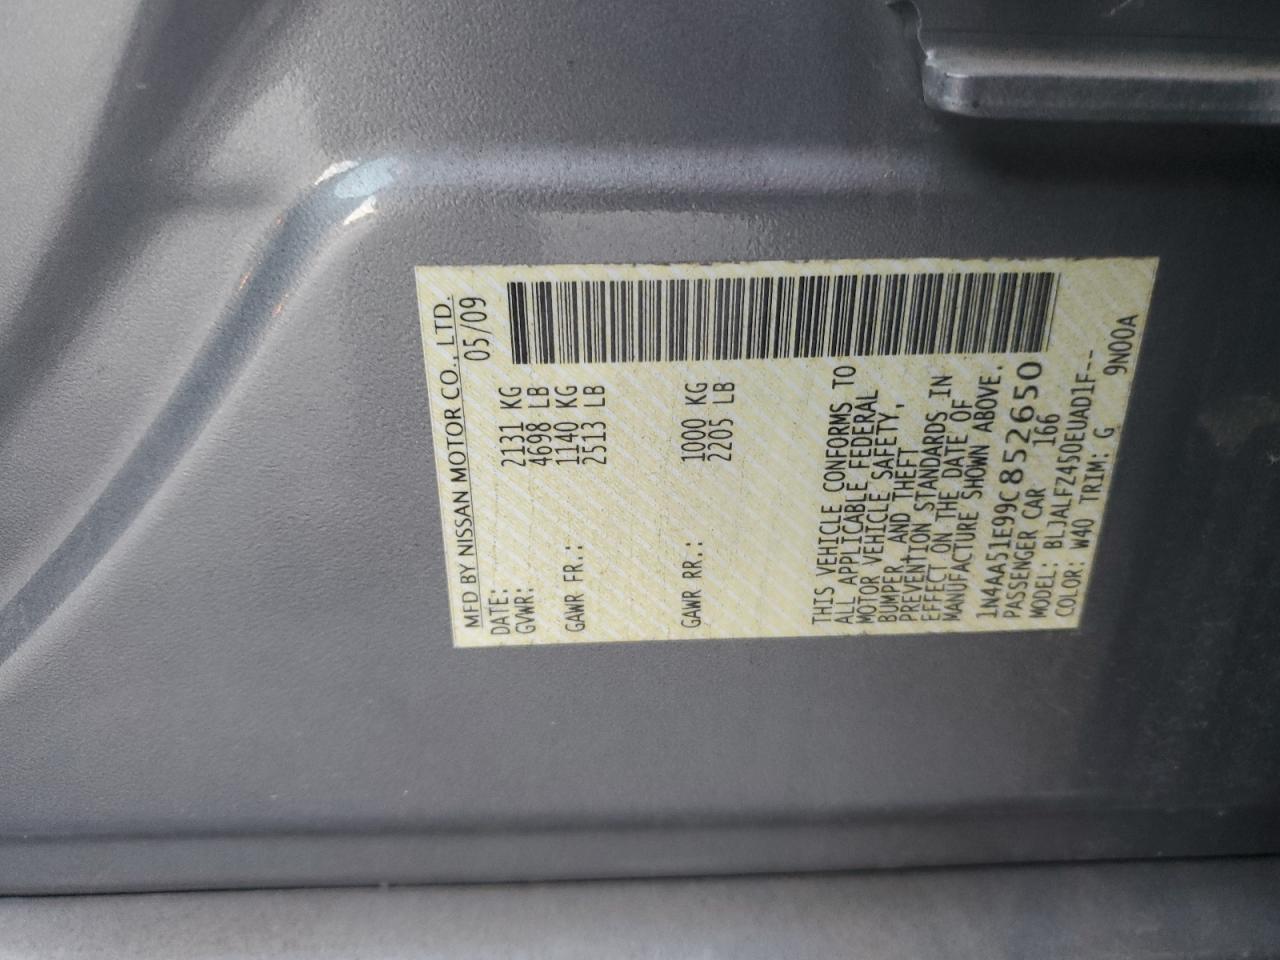 MFD BY NISSAN MOTOR CO., LTD.
DATE: 05/09
GVWR: 2131 KG
4698 LB
GAWR FR.: 1140 KG
2513 LB
GAWR RR.: 1000 KG
2205 LB
THIS VEHICLE CONFORMS TO
ALL APPLICABLE FEDERAL
MOTOR VEHICLE SAFETY,
BUMPER, AND THEFT
PREVENTION STANDARDS IN
EFFECT ON THE DATE OF
MANUFACTURE SHOWN ABOVE.
1N4AA51E99C852650
PASSENGER CAR 166
MODEL: BLJALFZ450EUAD1F--
COLOR: W40 TRIM: G 9N00A